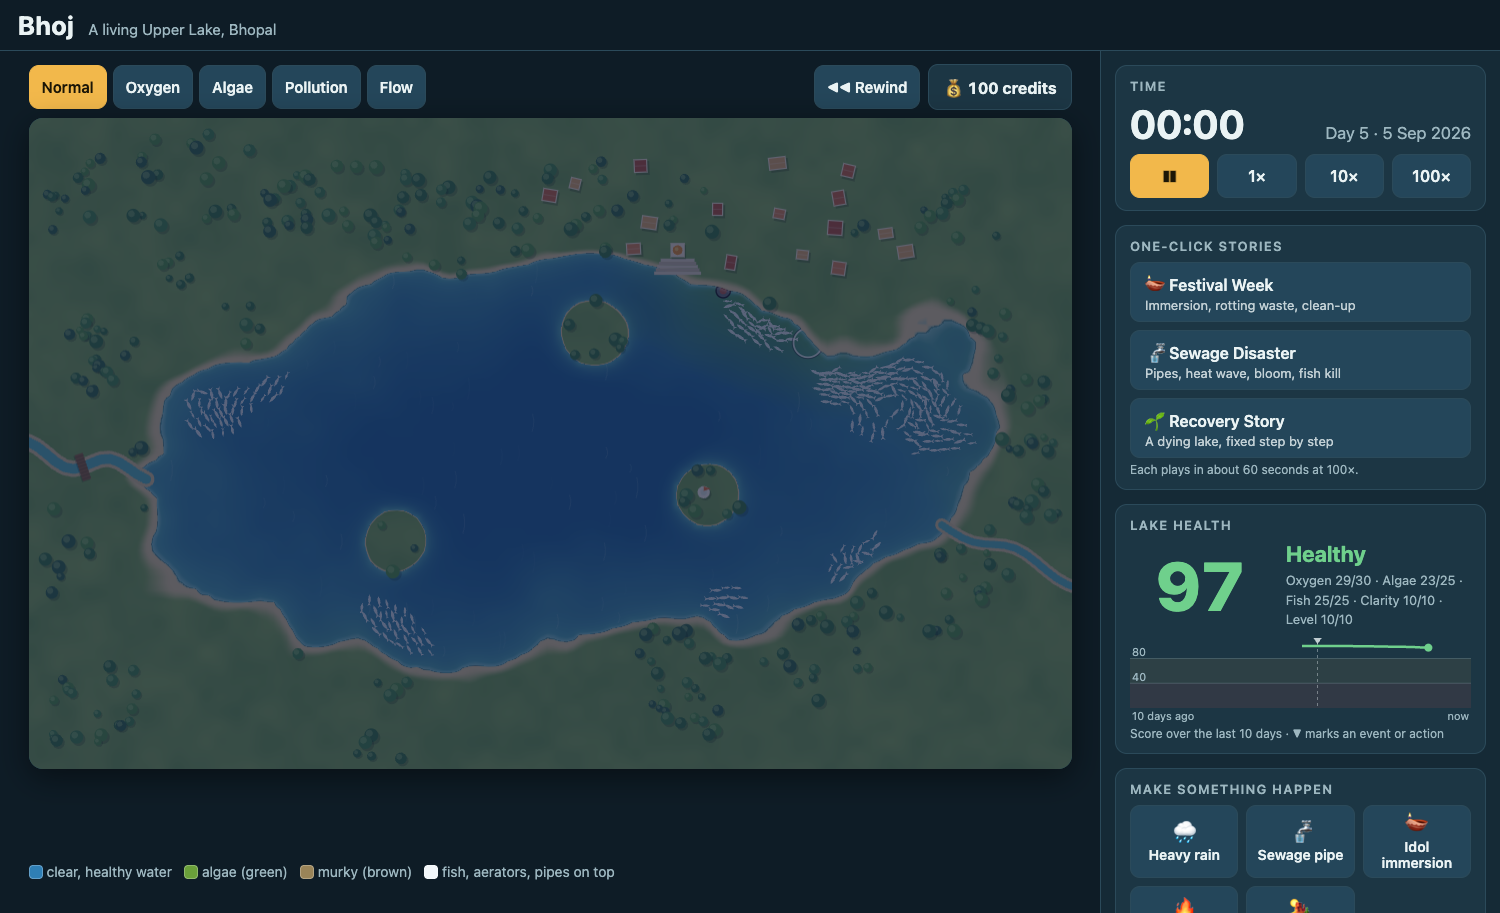 Bhoj
A living Upper Lake, Bhopal
Normal
Oxygen
Algae
Pollution
Flow
◀◀ Rewind
💰 100 credits
TIME
00:00
Day 5 · 5 Sep 2026
1×
10×
100×
ONE-CLICK STORIES
Festival Week
Immersion, rotting waste, clean-up
Sewage Disaster
Pipes, heat wave, bloom, fish kill
Recovery Story
A dying lake, fixed step by step
Each plays in about 60 seconds at 100×.
LAKE HEALTH
97
Healthy
Oxygen 29/30 · Algae 23/25 ·
Fish 25/25 · Clarity 10/10 ·
Level 10/10
80
40
10 days ago
now
Score over the last 10 days · ▼ marks an event or action
MAKE SOMETHING HAPPEN
Heavy rain
Sewage pipe
Idol
immersion
clear, healthy water
algae (green)
murky (brown)
fish, aerators, pipes on top